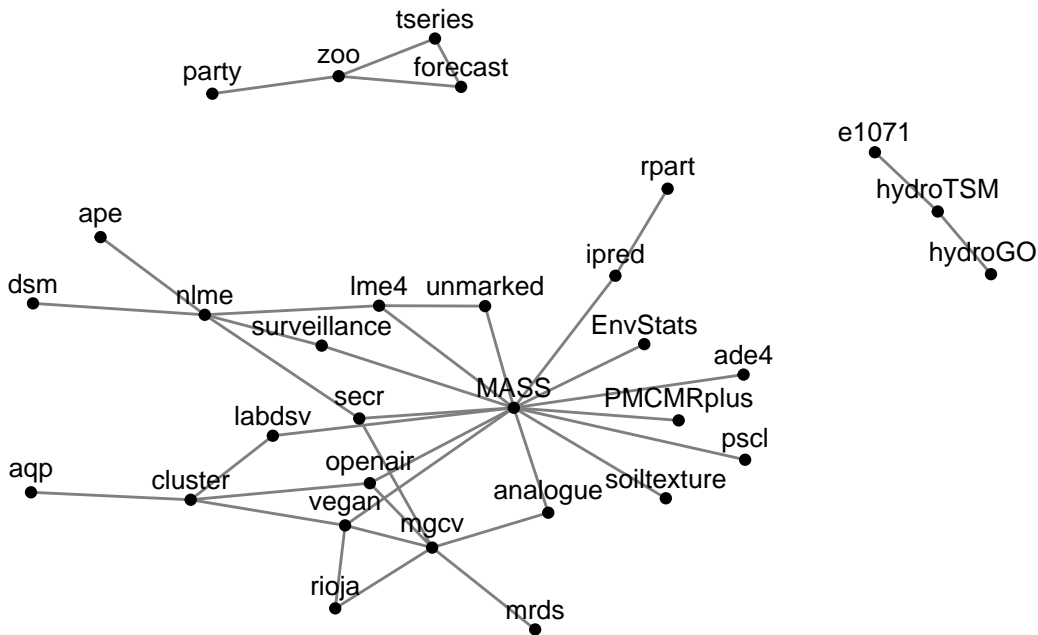 tseries
zoo
forecast
party
e1071
rpart
hydroTSM
ape
hydroGO
ipred
dsm
nlme
lme4
unmarked
surveillance
EnvStats
ade4
MASS
PMCMRplus
secr
labdsv
pscl
openair
aqp
cluster
analogue
soiltexture
vegan
mgcv
rioja
mrds